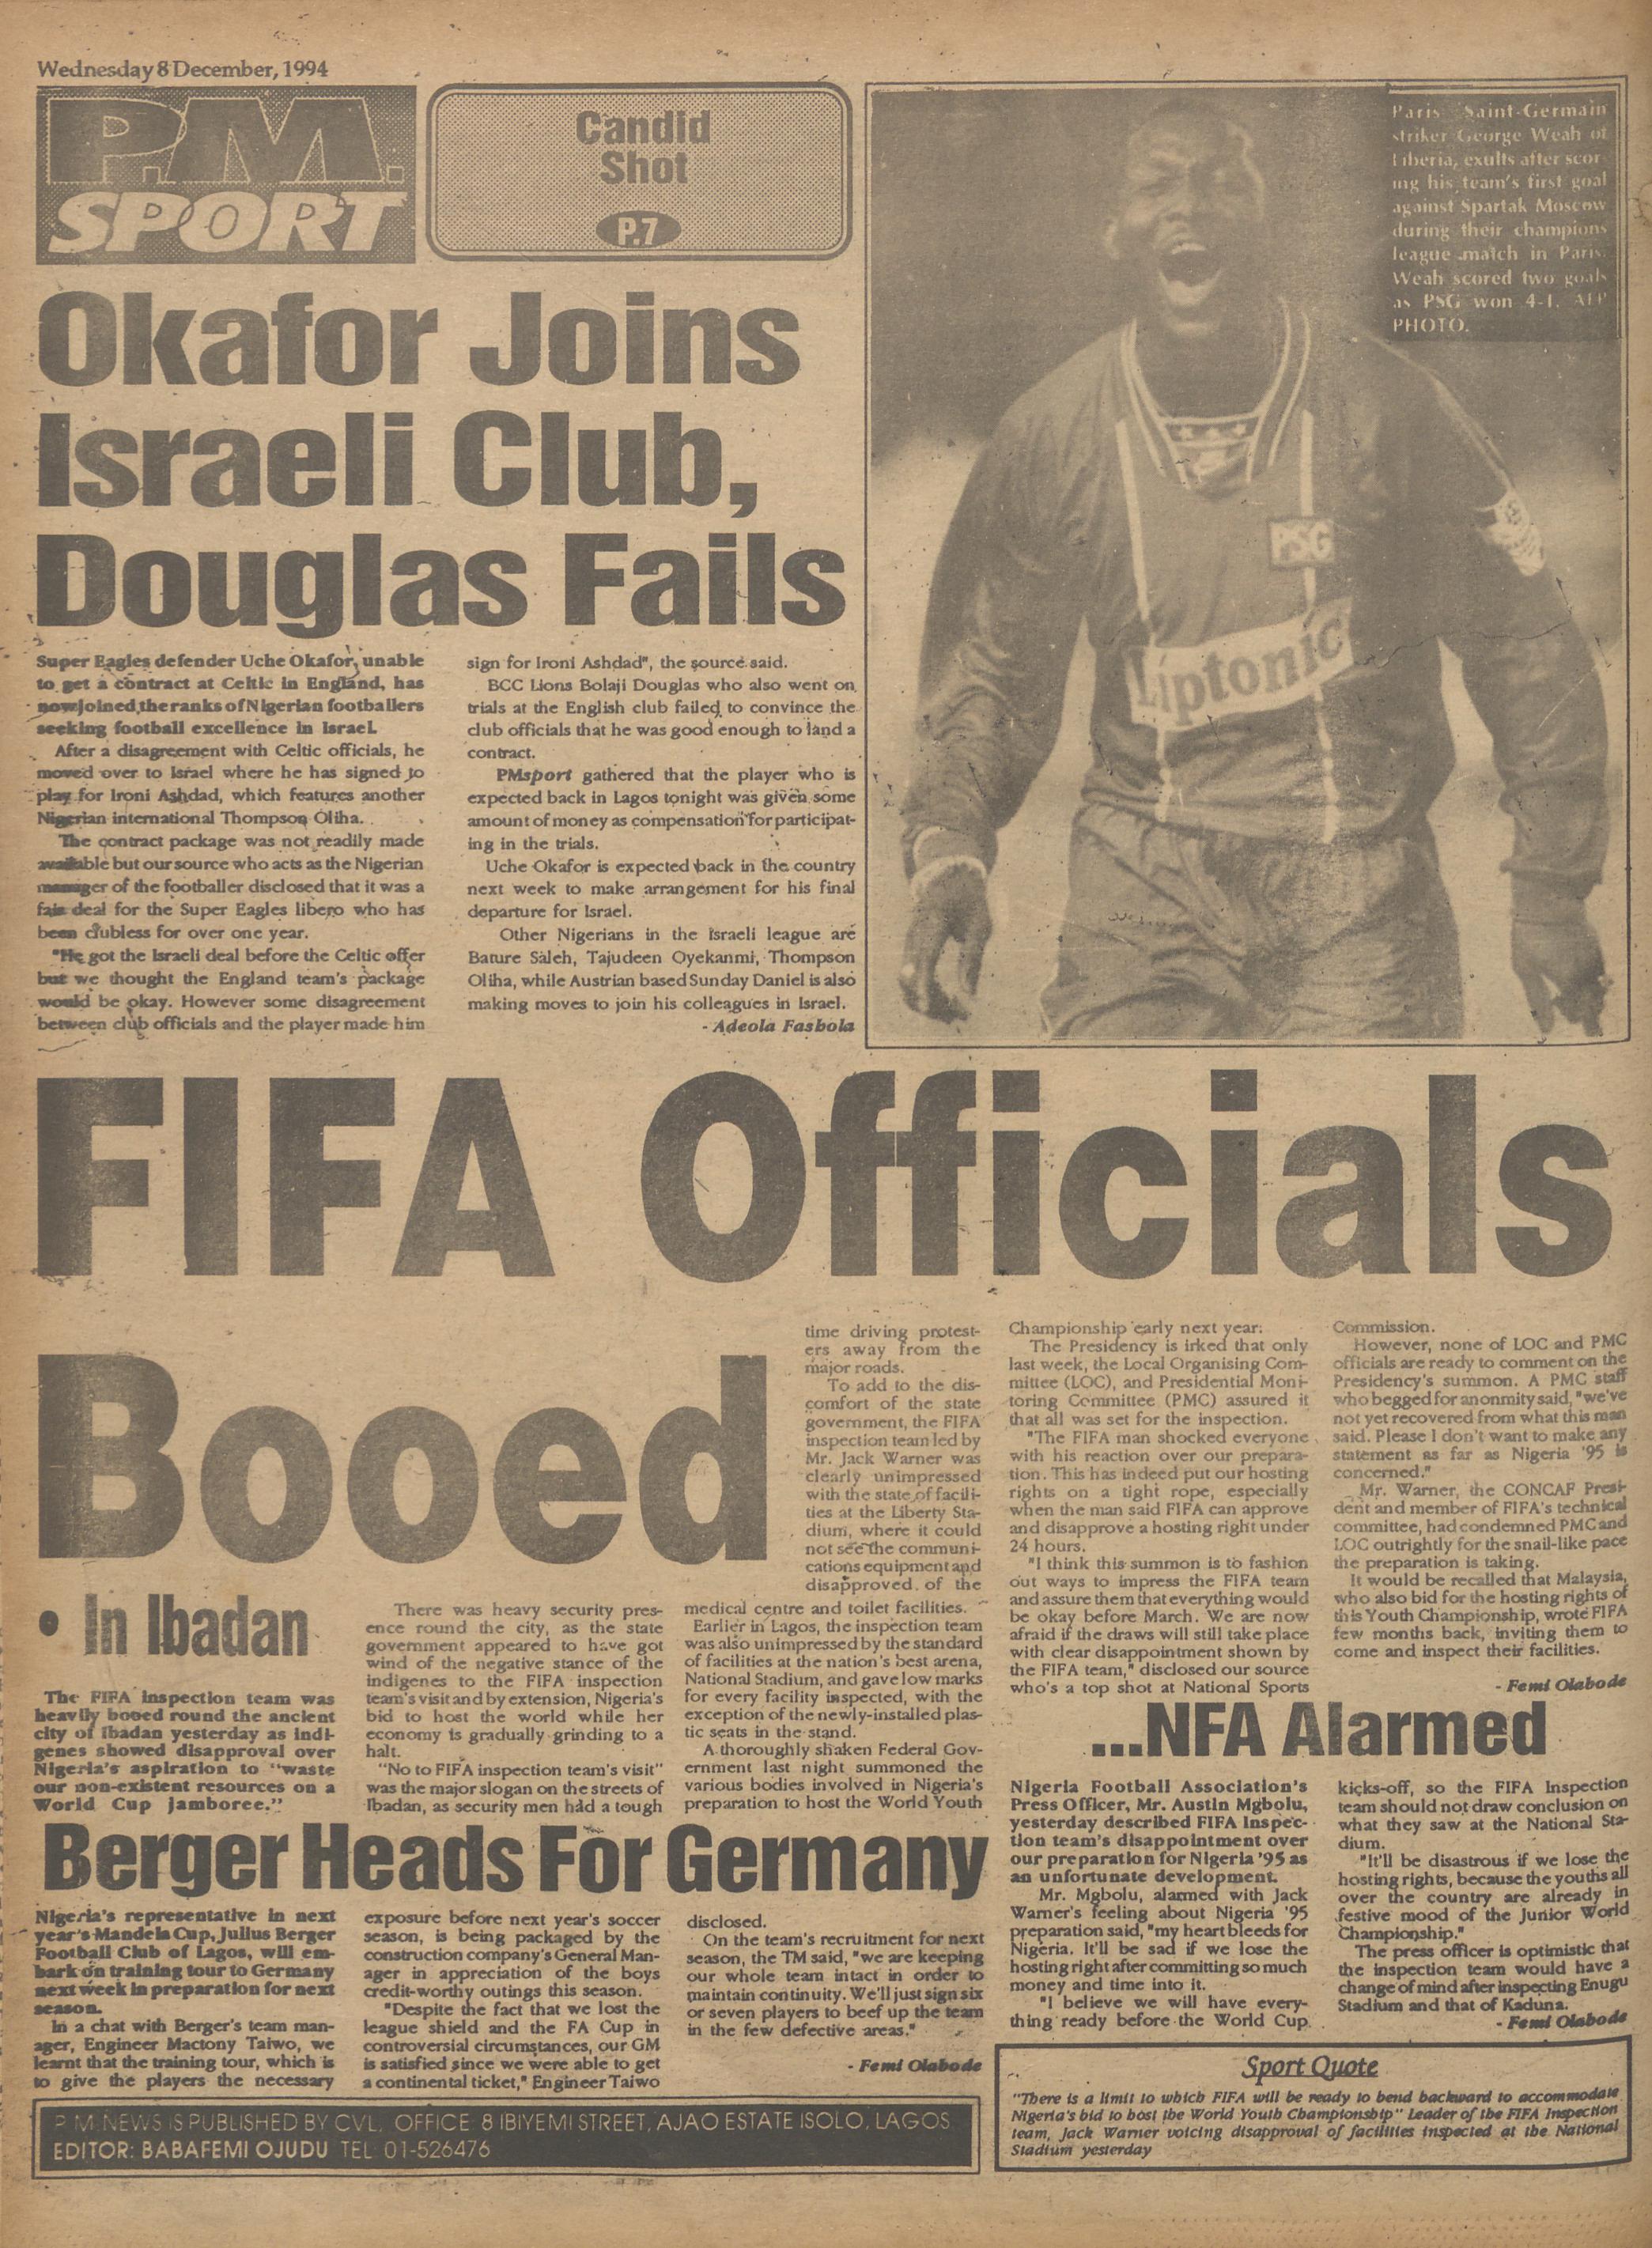 Wednesday 8 December, 1994
P.M.
SPORT
Candid
Shot
P.7
Paris Saint-Germain
striker George Weah of
Liberia, exults after scor
ing his team's first goal
against Spartak Moscow
during their champions
league match in Paris.
Weah scored two goals
as PSG won 4-1. AFP
PHOTO.
PSG
Liptonic
Okafor Joins
Israeli Club,
Douglas Fails
Super Eagles defender Uche Okafor, unable
to get a contract at Celtic in England, has
now joined the ranks of Nigerian footballers
seeking football excellence in Israel.
After a disagreement with Celtic officials, he
moved over to Israel where he has signed to
play for Ironi Ashdad, which features another
Nigerian international Thompson Oliha.
The contract package was not readily made
available but our source who acts as the Nigerian
manager of the footballer disclosed that it was a
fair deal for the Super Eagles libero who has
been clubless for over one year.
"He got the Israeli deal before the Celtic offer
but we thought the England team's package
would be okay. However some disagreement
between club officials and the player made him
sign for Ironi Ashdad", the source said.
BCC Lions Bolaji Douglas who also went on
trials at the English club failed to convince the
club officials that he was good enough to land a
contract.
PMsport gathered that the player who is
expected back in Lagos tonight was given some
amount of money as compensation for participat-
ing in the trials.
Uche Okafor is expected back in the country
next week to make arrangement for his final
departure for Israel.
Other Nigerians in the Israeli league are
Bature Saleh, Tajudeen Oyekanmi, Thompson
Oliha, while Austrian based Sunday Daniel is also
making moves to join his colleagues in Israel.
- Adeola Fasbola
FIFA Officials
Booed
• In Ibadan
The FIFA inspection team was
heavily booed round the ancient
city of Ibadan yesterday as indi-
genes showed disapproval over
Nigeria's aspiration to "waste
our non-existent resources on a
World Cup jamboree."
There was heavy security pres-
ence round the city, as the state
government appeared to have got
wind of the negative stance of the
indigenes to the FIFA inspection
team's visit and by extension, Nigeria's
bid to host the world while her
economy is gradually grinding to a
halt.
"No to FIFA inspection team's visit"
was the major slogan on the streets of
Ibadan, as security men had a tough
time driving protest-
ers away from the
major roads.
To add to the dis-
comfort of the state
government, the FIFA
inspection team led by
Mr. Jack Warner was
clearly unimpressed
with the state of facili-
ties at the Liberty Sta-
dium, where it could
not see the communi-
cations equipment and
disapproved of the
medical centre and toilet facilities.
Earlier in Lagos, the inspection team
was also unimpressed by the standard
of facilities at the nation's best arena,
National Stadium, and gave low marks
for every facility inspected, with the
exception of the newly-installed plas-
tic seats in the stand.
A thoroughly shaken Federal Gov-
ernment last night summoned the
various bodies involved in Nigeria's
preparation to host the World Youth
Championship early next year.
The Presidency is irked that only
last week, the Local Organising Com-
mittee (LOC), and Presidential Moni-
toring Committee (PMC) assured it
that all was set for the inspection.
"The FIFA man shocked everyone
with his reaction over our prepara-
tion. This has indeed put our hosting
rights on a tight rope, especially
when the man said FIFA can approve
and disapprove a hosting right under
24 hours.
"I think this summon is to fashion
out ways to impress the FIFA team
and assure them that everything would
be okay before March. We are now
afraid if the draws will still take place
with clear disappointment shown by
the FIFA team," disclosed our source
who's a top shot at National Sports
Commission.
However, none of LOC and PMC
officials are ready to comment on the
Presidency's summon. A PMC staff
who begged for anonmity said, "we've
not yet recovered from what this man
said. Please I don't want to make any
statement as far as Nigeria '95 is
concerned."
Mr. Warner, the CONCAF Presi-
dent and member of FIFA's technical
committee, had condemned PMC and
LOC outrightly for the snail-like pace
the preparation is taking.
It would be recalled that Malaysia,
who also bid for the hosting rights of
this Youth Championship, wrote FIFA
few months back, inviting them to
come and inspect their facilities.
- Femi Olabode
...NFA Alarmed
Nigeria Football Association's
Press Officer, Mr. Austin Mgbolu,
yesterday described FIFA Inspec-
tion team's disappointment over
our preparation for Nigeria '95 as
an unfortunate development.
Mr. Mgbolu, alarmed with Jack
Warner's feeling about Nigeria '95
preparation said, "my heart bleeds for
Nigeria. It'll be sad if we lose the
hosting right after committing so much
money and time into it.
"I believe we will have every-
thing ready before the World Cup
kicks-off, so the FIFA Inspection
team should not draw conclusion on
what they saw at the National Sta-
dium.
"It'll be disastrous if we lose the
hosting rights, because the youths all
over the country are already in
festive mood of the Junior World
Championship."
The press officer is optimistic that
the inspection team would have a
change of mind after inspecting Enugu
Stadium and that of Kaduna.
- Femi Olabode
Berger Heads For Germany
Nigeria's representative in next
year's Mandela Cup, Julius Berger
Football Club of Lagos, will em-
bark on training tour to Germany
next week in preparation for next
season.
In a chat with Berger's team man-
ager, Engineer Mactony Taiwo, we
learnt that the training tour, which is
to give the players the necessary
exposure before next year's soccer
season, is being packaged by the
construction company's General Man-
ager in appreciation of the boys
credit-worthy outings this season.
"Despite the fact that we lost the
league shield and the FA Cup in
controversial circumstances, our GM
is satisfied since we were able to get
a continental ticket," Engineer Taiwo
disclosed.
On the team's recruitment for next
season, the TM said, "we are keeping
our whole team intact in order to
maintain continuity. We'll just sign six
or seven players to beef up the team
in the few defective areas."
- Femi Olabode
P.M.NEWS IS PUBLISHED BY CVL, OFFICE 8 IBIYEMI STREET, AJAO ESTATE ISOLO, LAGOS
EDITOR: BABAFEMI OJUDU TEL 01-526476
Sport Quote
"There is a limit to which FIFA will be ready to bend backward to accommodate
Nigeria's bid to host the World Youth Championship" Leader of the FIFA Inspection
team, Jack Warner voicing disapproval of facilities inspected at the National
Stadium yesterday